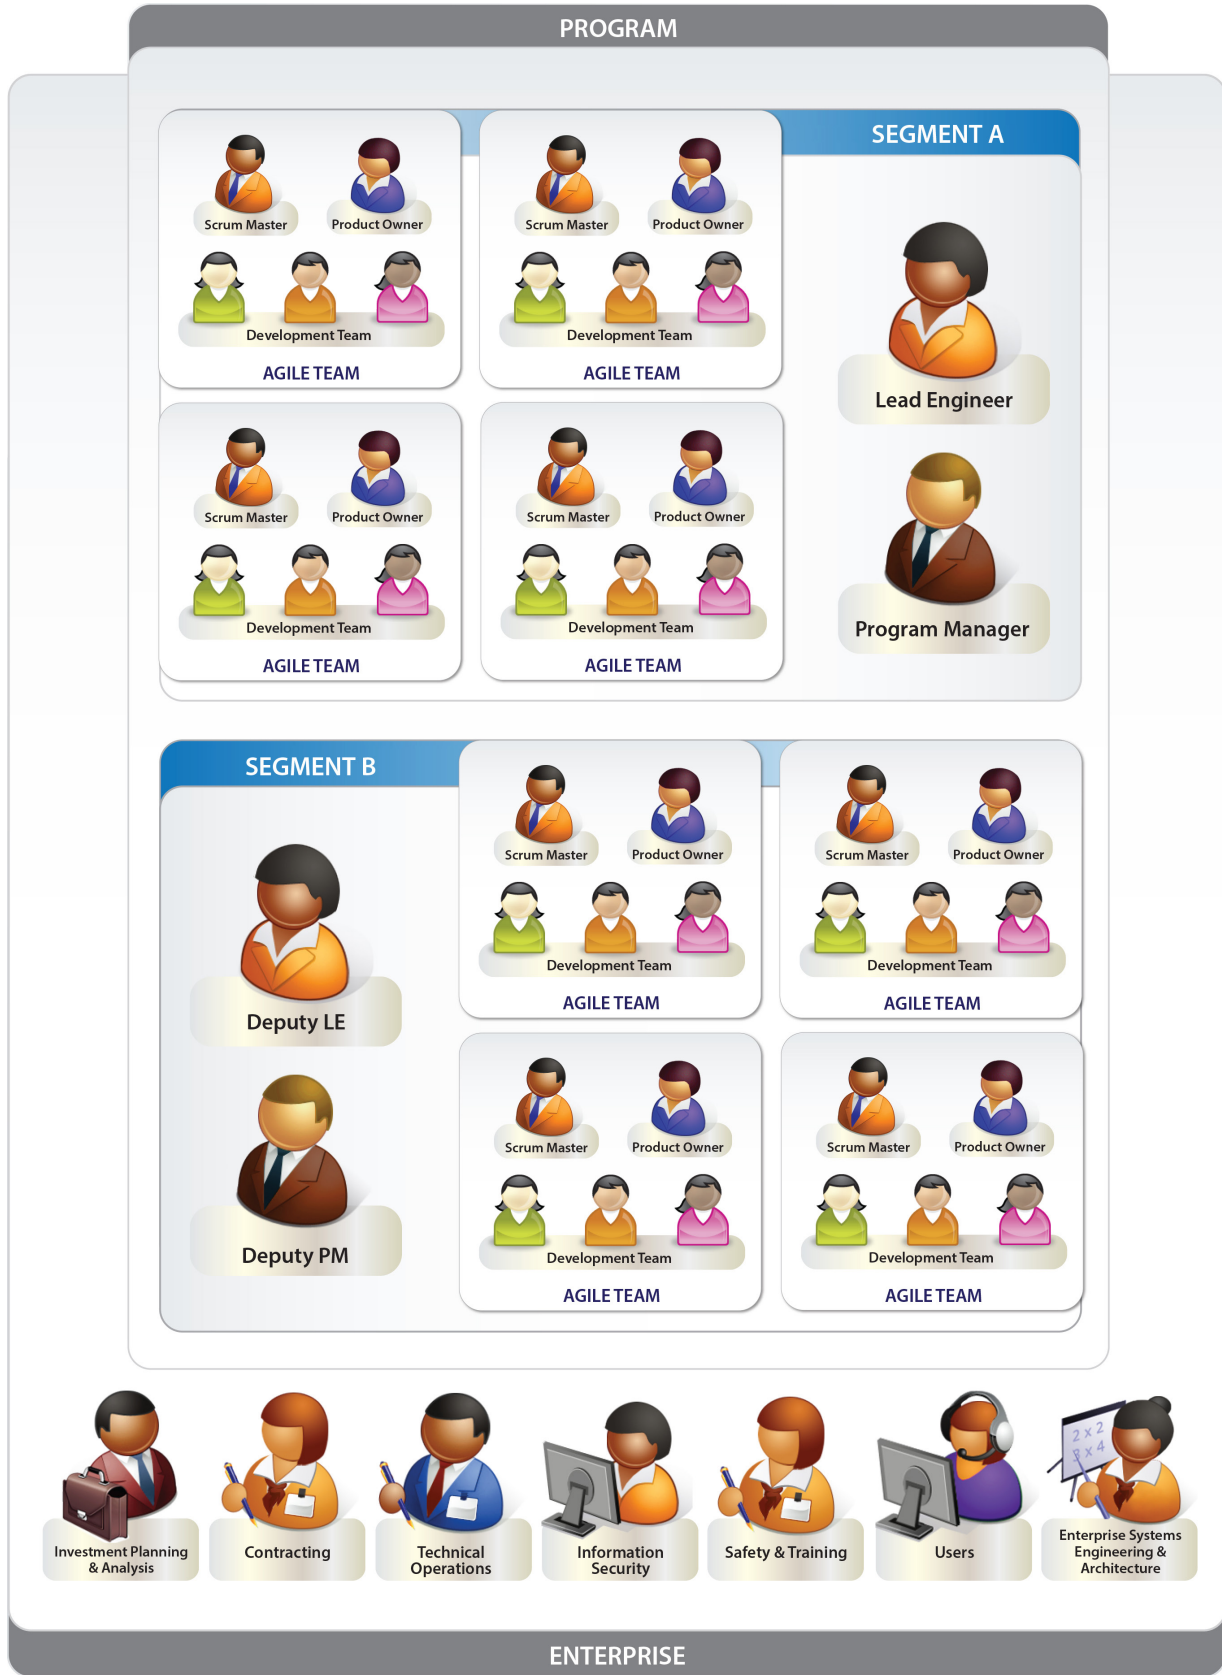 PROGRAM
SEGMENT A
Scrum Master
Product Owner
Development Team
AGILE TEAM
Scrum Master
Product Owner
Development Team
AGILE TEAM
Lead Engineer
Scrum Master
Product Owner
Development Team
AGILE TEAM
Scrum Master
Product Owner
Development Team
AGILE TEAM
Program Manager
SEGMENT B
Deputy LE
Scrum Master
Product Owner
Development Team
AGILE TEAM
Scrum Master
Product Owner
Development Team
AGILE TEAM
Deputy PM
Scrum Master
Product Owner
Development Team
AGILE TEAM
Scrum Master
Product Owner
Development Team
AGILE TEAM
2 x 2
3 x 4
Investment Planning
& Analysis
Contracting
Technical
Operations
Information
Security
Safety & Training
Users
Enterprise Systems
Engineering &
Architecture
ENTERPRISE